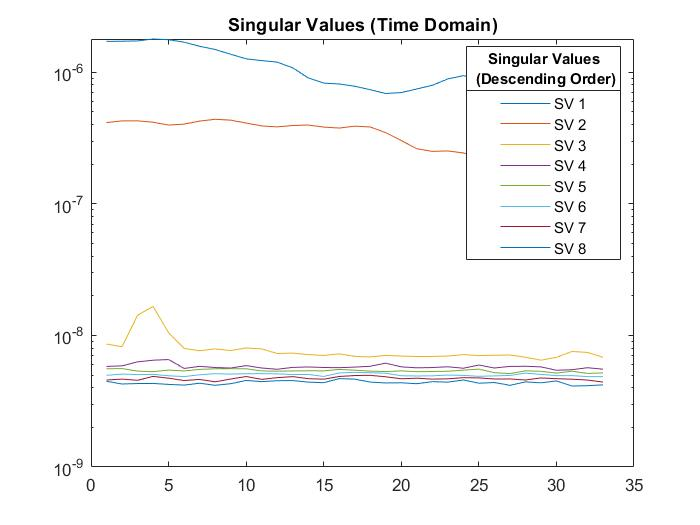 Singular Values (Time Domain)
10^-6
10^-7
10^-8
10^-9
Singular Values
(Descending Order)
SV 1
SV 2
SV 3
SV 4
SV 5
SV 6
SV 7
SV 8
0 5 10 15 20 25 30 35